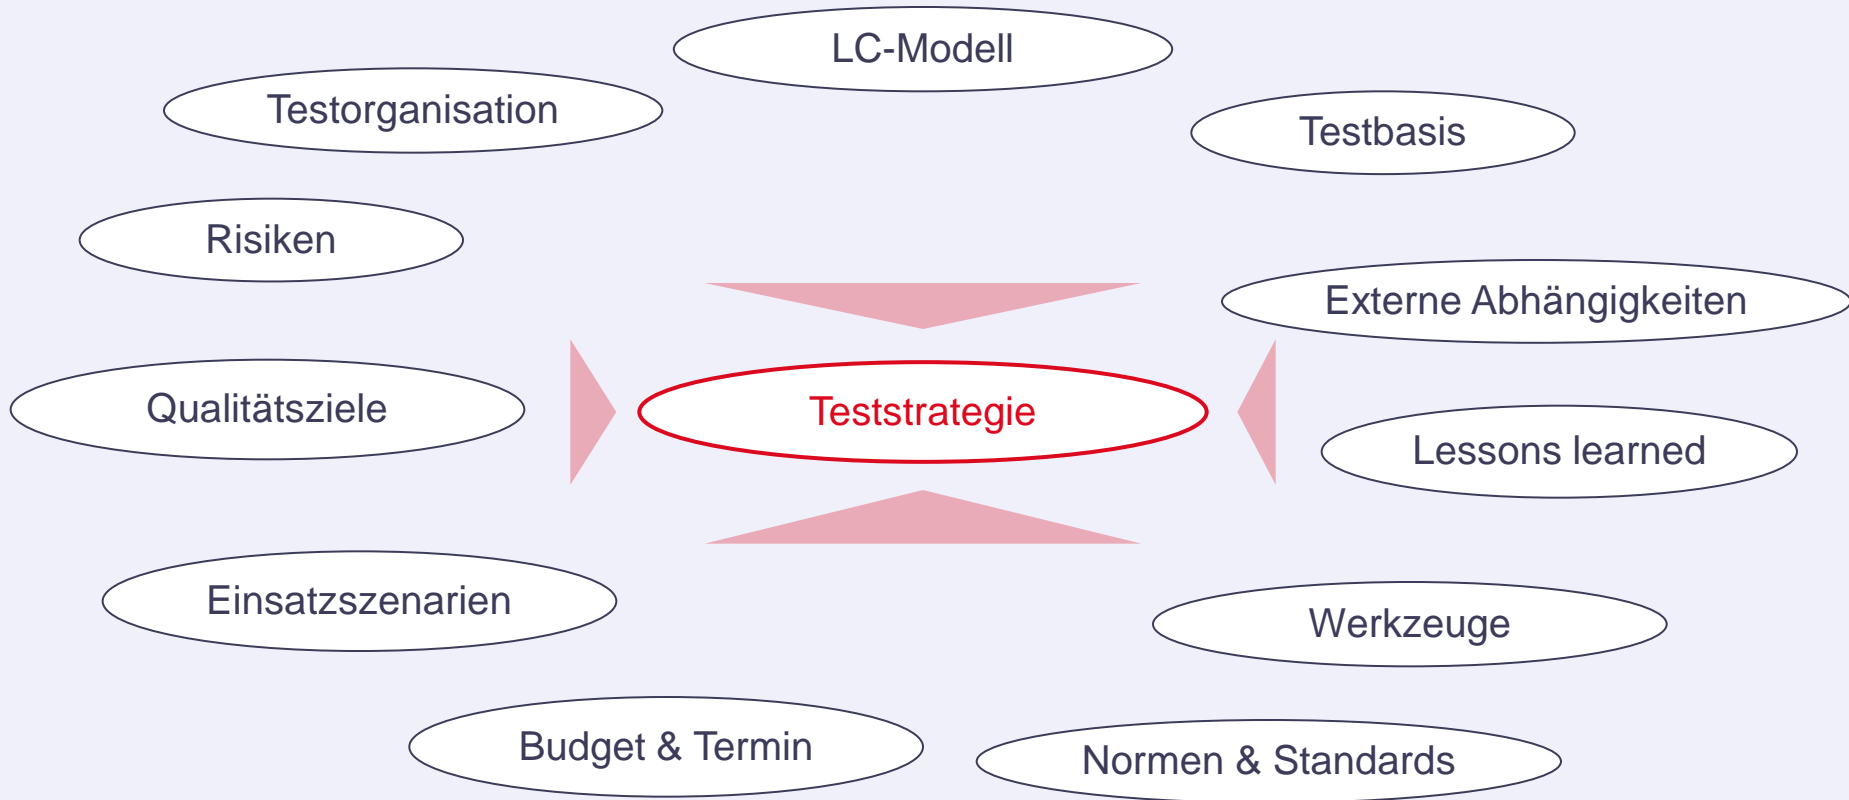 LC-Modell
Testorganisation
Testbasis
Risiken
Externe Abhängigkeiten
Qualitätsziele
Teststrategie
Lessons learned
Einsatzszenarien
Werkzeuge
Budget & Termin
Normen & Standards